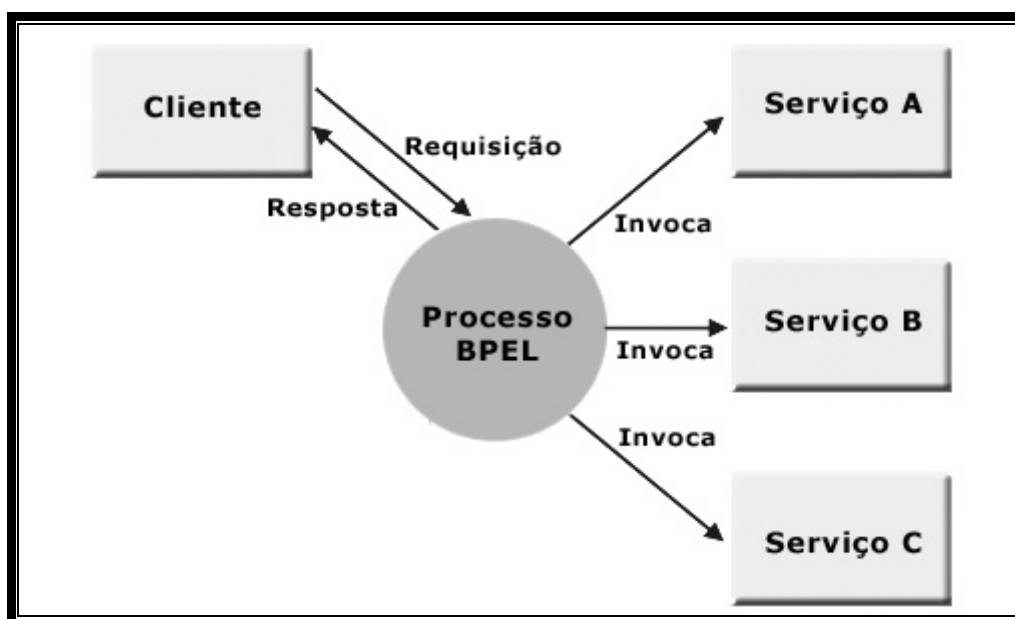 Cliente
Serviço A
Requisição
Resposta
Invoca
Processo
BPEL
Serviço B
Invoca
Invoca
Serviço C